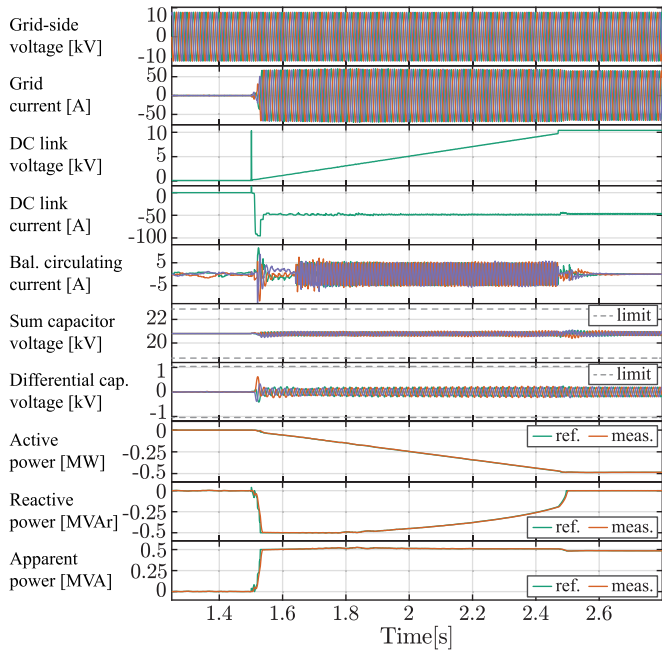 Grid-side
voltage [kV]
10
0
-10
Grid
current [A]
50
0
-50
DC link
voltage [kV]
10
5
0
DC link
current [A]
0
-50
-100
Bal. circulating
current [A]
5
-5
Sum capacitor
voltage [kV]
22
20
limit
Differential cap.
voltage [kV]
1
0
-1
limit
Active
power [MW]
0
-0.25
-0.5
ref. meas.
Reactive
power [MVAr]
0
-0.25
-0.5
ref. meas.
Apparent
power [MVA]
0.5
0.25
0
ref. meas.
1.4 1.6 1.8 2 2.2 2.4 2.6
Time[s]